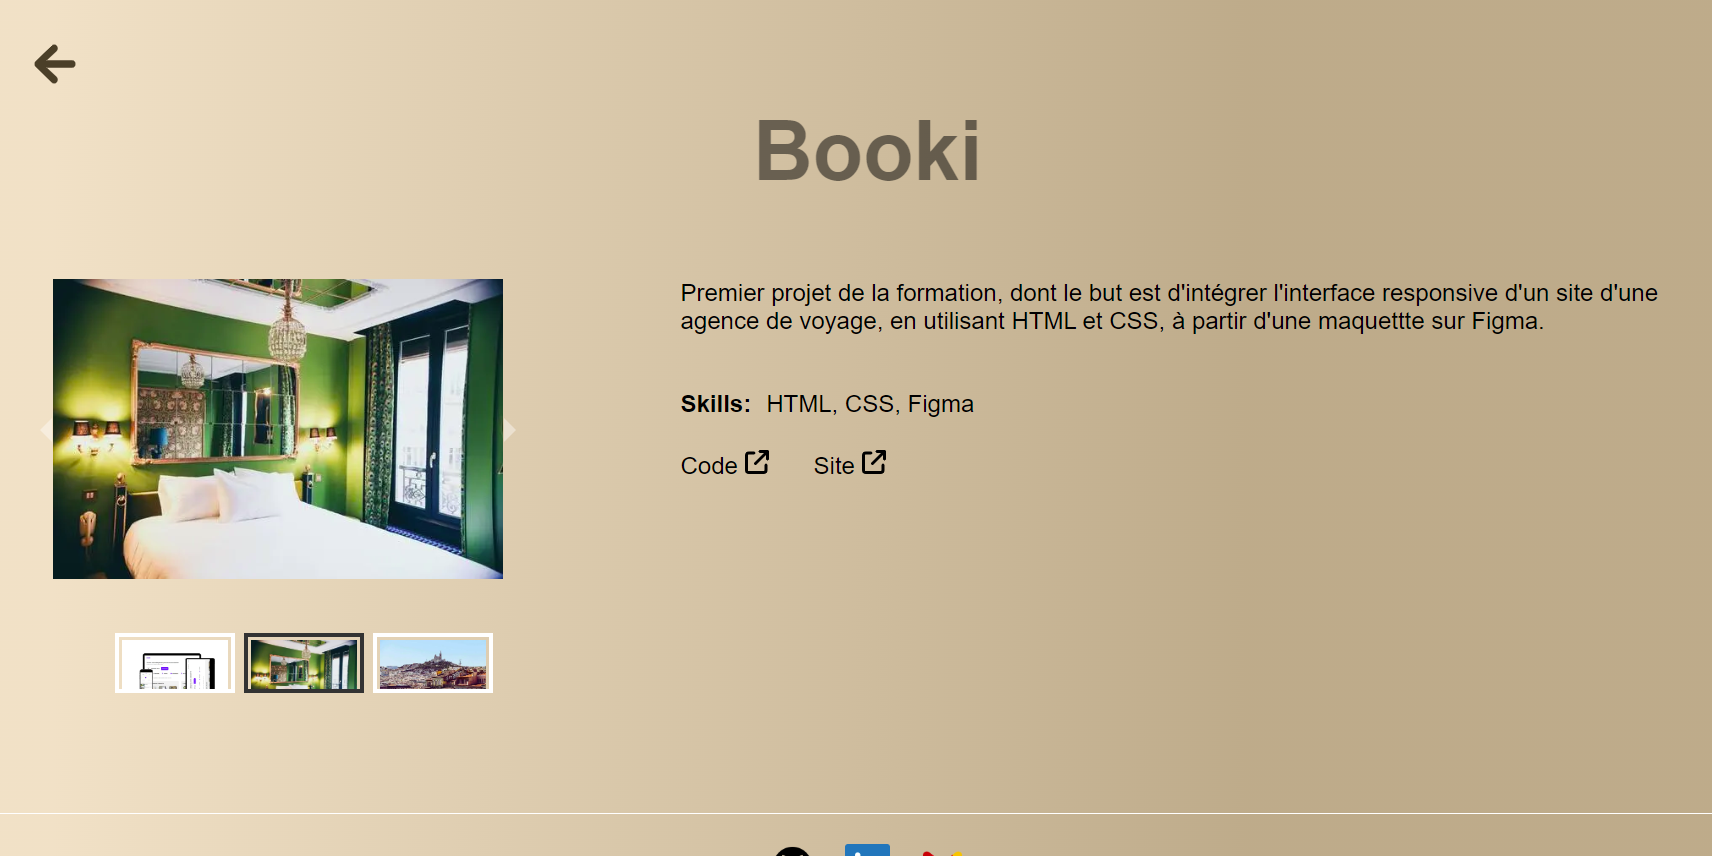 Booki
Premier projet de la formation, dont le but est d'intégrer l'interface responsive d'un site d'une
agence de voyage, en utilisant HTML et CSS, à partir d'une maquettte sur Figma.
Skills: HTML, CSS, Figma
Code Site